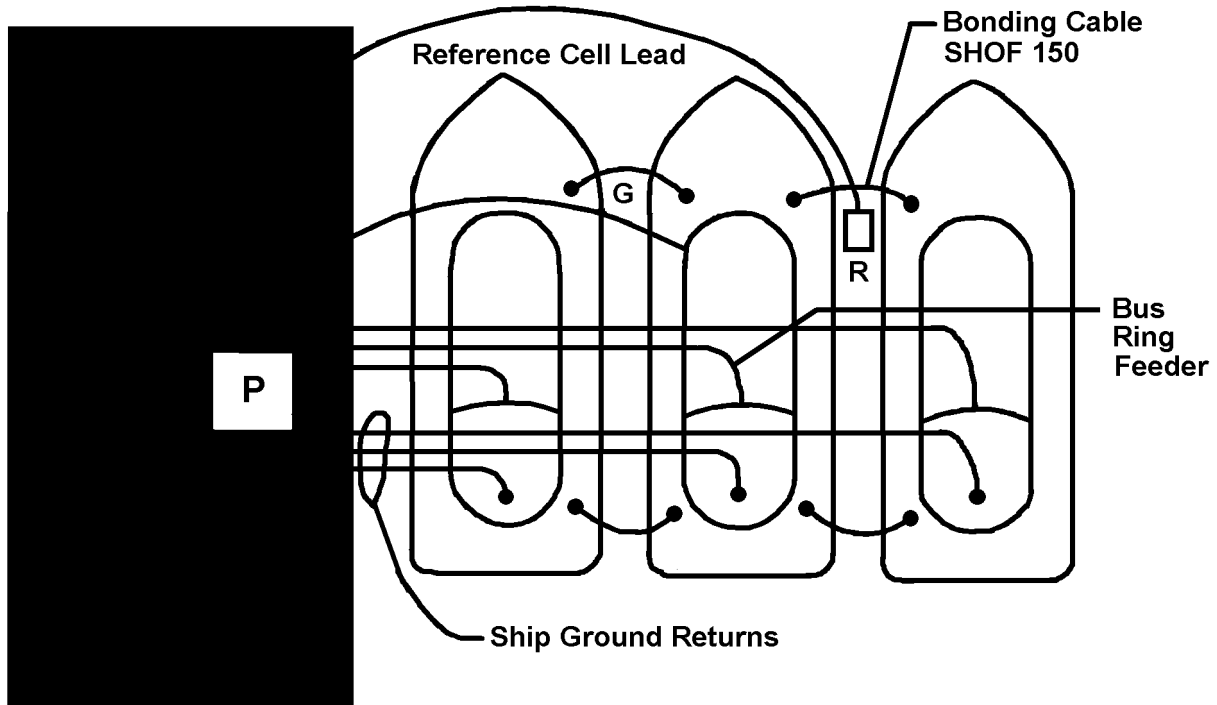 Bonding Cable
SHOF 150
Reference Cell Lead
G
R
Bus
Ring
Feeder
P
Ship Ground Returns